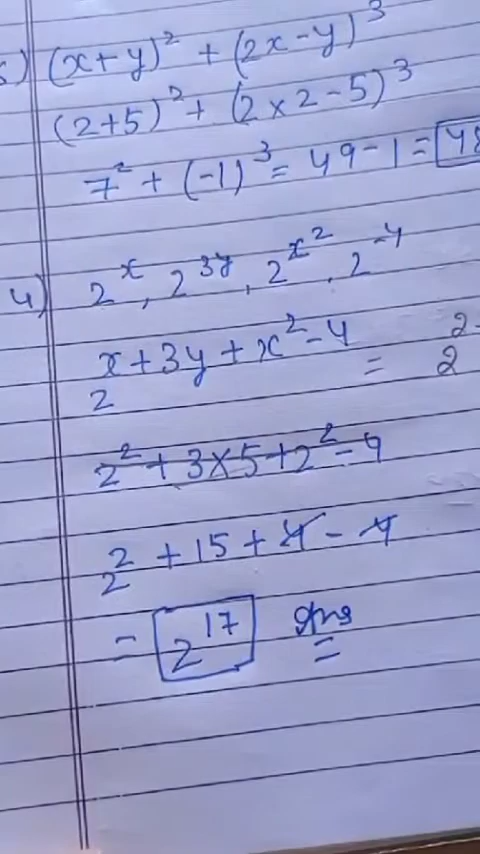 (x+y)² + (2x-y)³
(2+5)² + (2×2-5)³
7² + (-1)³ = 49-1 = 48
4) 2^x, 2^3y, 2^x², 2^-4
2^x+3y+x²-4 = 2^2
2² + 3×5+2²-4
2^2 + 15 + 4 - 4
= 2^17 Ans